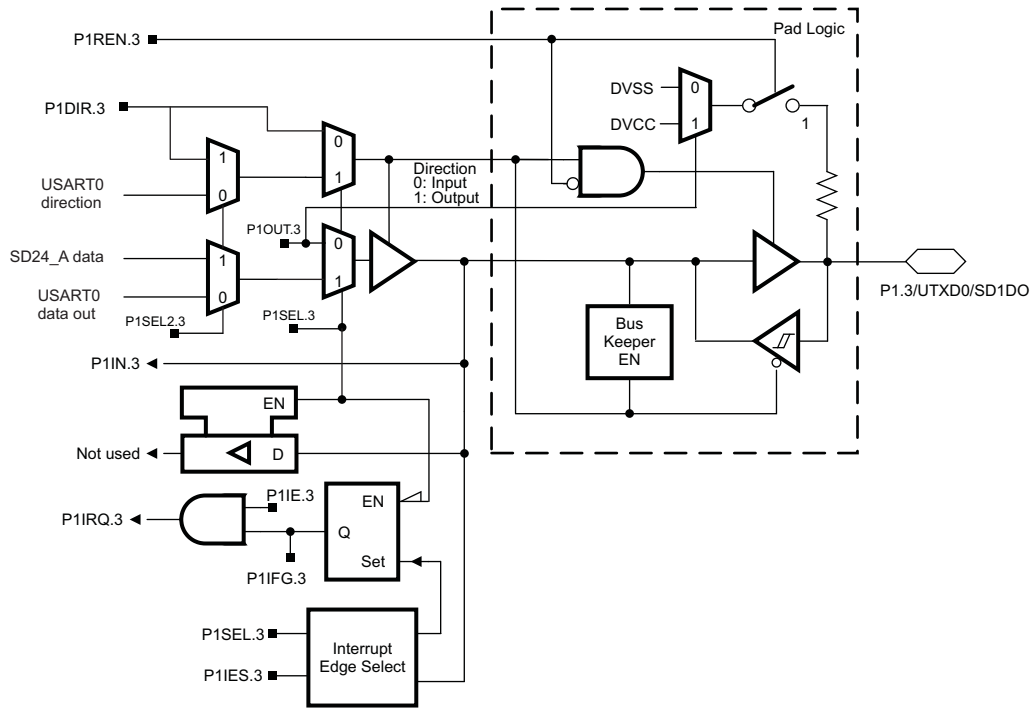 Pad Logic
P1REN.3
DVSS
0
DVCC
1
1
P1DIR.3
0
1
1
0
USART0
direction
Direction
0: Input
1: Output
P1OUT.3
0
1
SD24_A data
1
USART0
data out
0
P1SEL2.3
P1SEL.3
P1.3/UTXD0/SD1DO
Bus
Keeper
EN
P1IN.3
EN
Not used
D
P1IE.3
P1IRQ.3
P1IFG.3
EN
Q
Set
P1SEL.3
P1IES.3
Interrupt
Edge Select